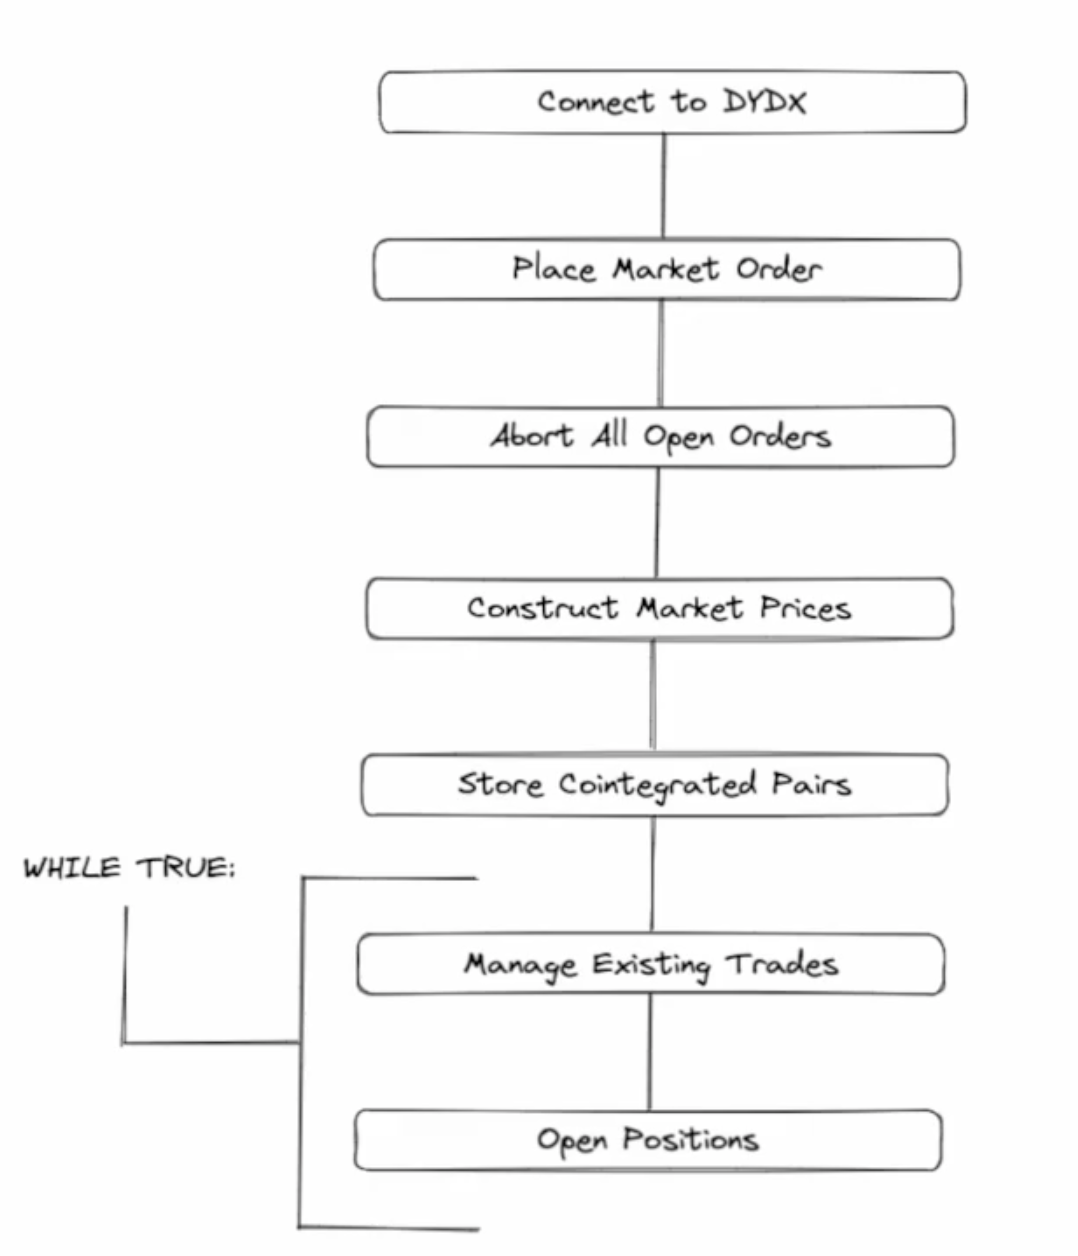 Connect to DYDX
Place Market Order
Abort All Open Orders
Construct Market Prices
Store Cointegrated Pairs
WHILE TRUE:
Manage Existing Trades
Open Positions